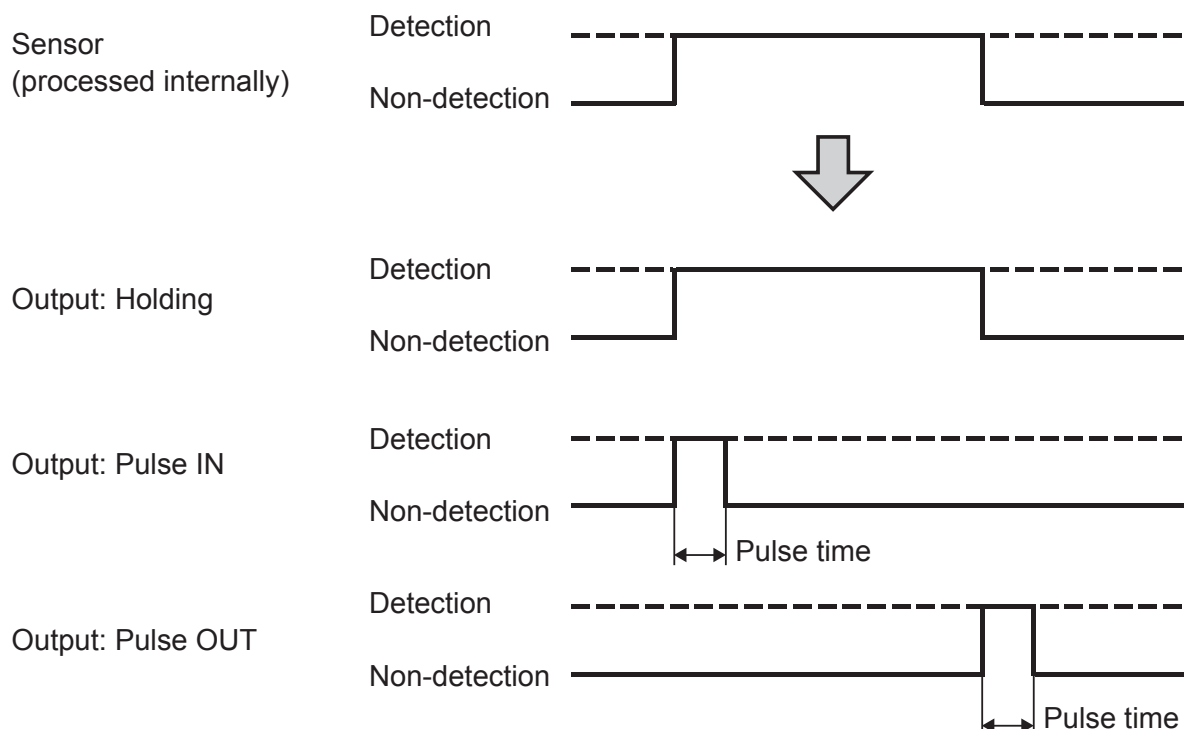 Sensor
(processed internally)
Detection
Non-detection
Output: Holding
Detection
Non-detection
Output: Pulse IN
Detection
Non-detection
Pulse time
Output: Pulse OUT
Detection
Non-detection
Pulse time